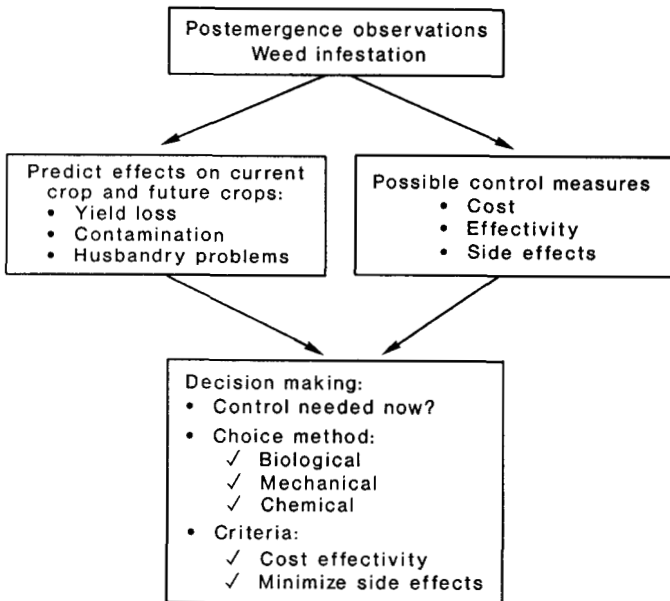 Postemergence observations
Weed infestation
Predict effects on current
crop and future crops:
• Yield loss
• Contamination
• Husbandry problems
Possible control measures
• Cost
• Effectivity
• Side effects
Decision making:
• Control needed now?
• Choice method:
✓ Biological
✓ Mechanical
✓ Chemical
• Criteria:
✓ Cost effectivity
✓ Minimize side effects